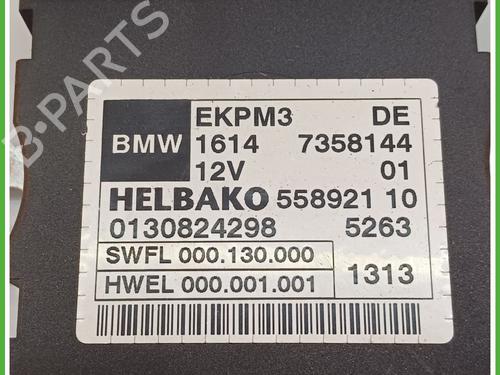 B-PARTS
EKPM3 DE
BMW 1614 7358144
12V 01
HELBAKO 558921 10
0130824298 5263
SWFL 000.130.000
HWEL 000.001.001 1313
B-PARTS